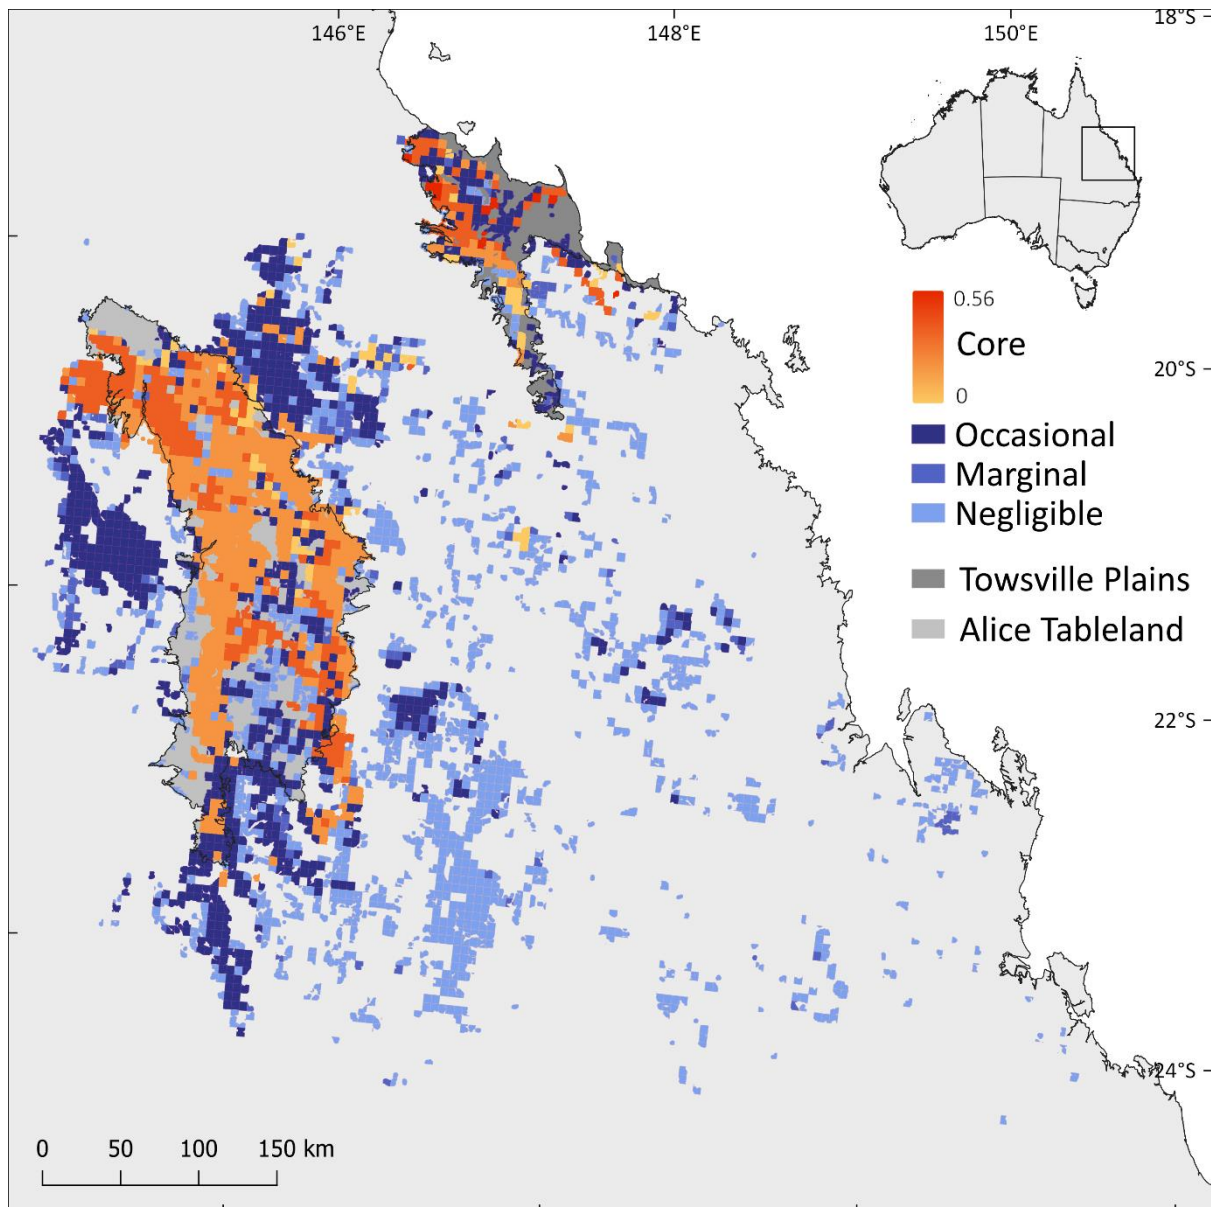 146°E 148°E 150°E 18°S
0.56
Core
0
20°S
Occasional
Marginal
Negligible
Towsville Plains
Alice Tableland
22°S
24°S
0 50 100 150 km